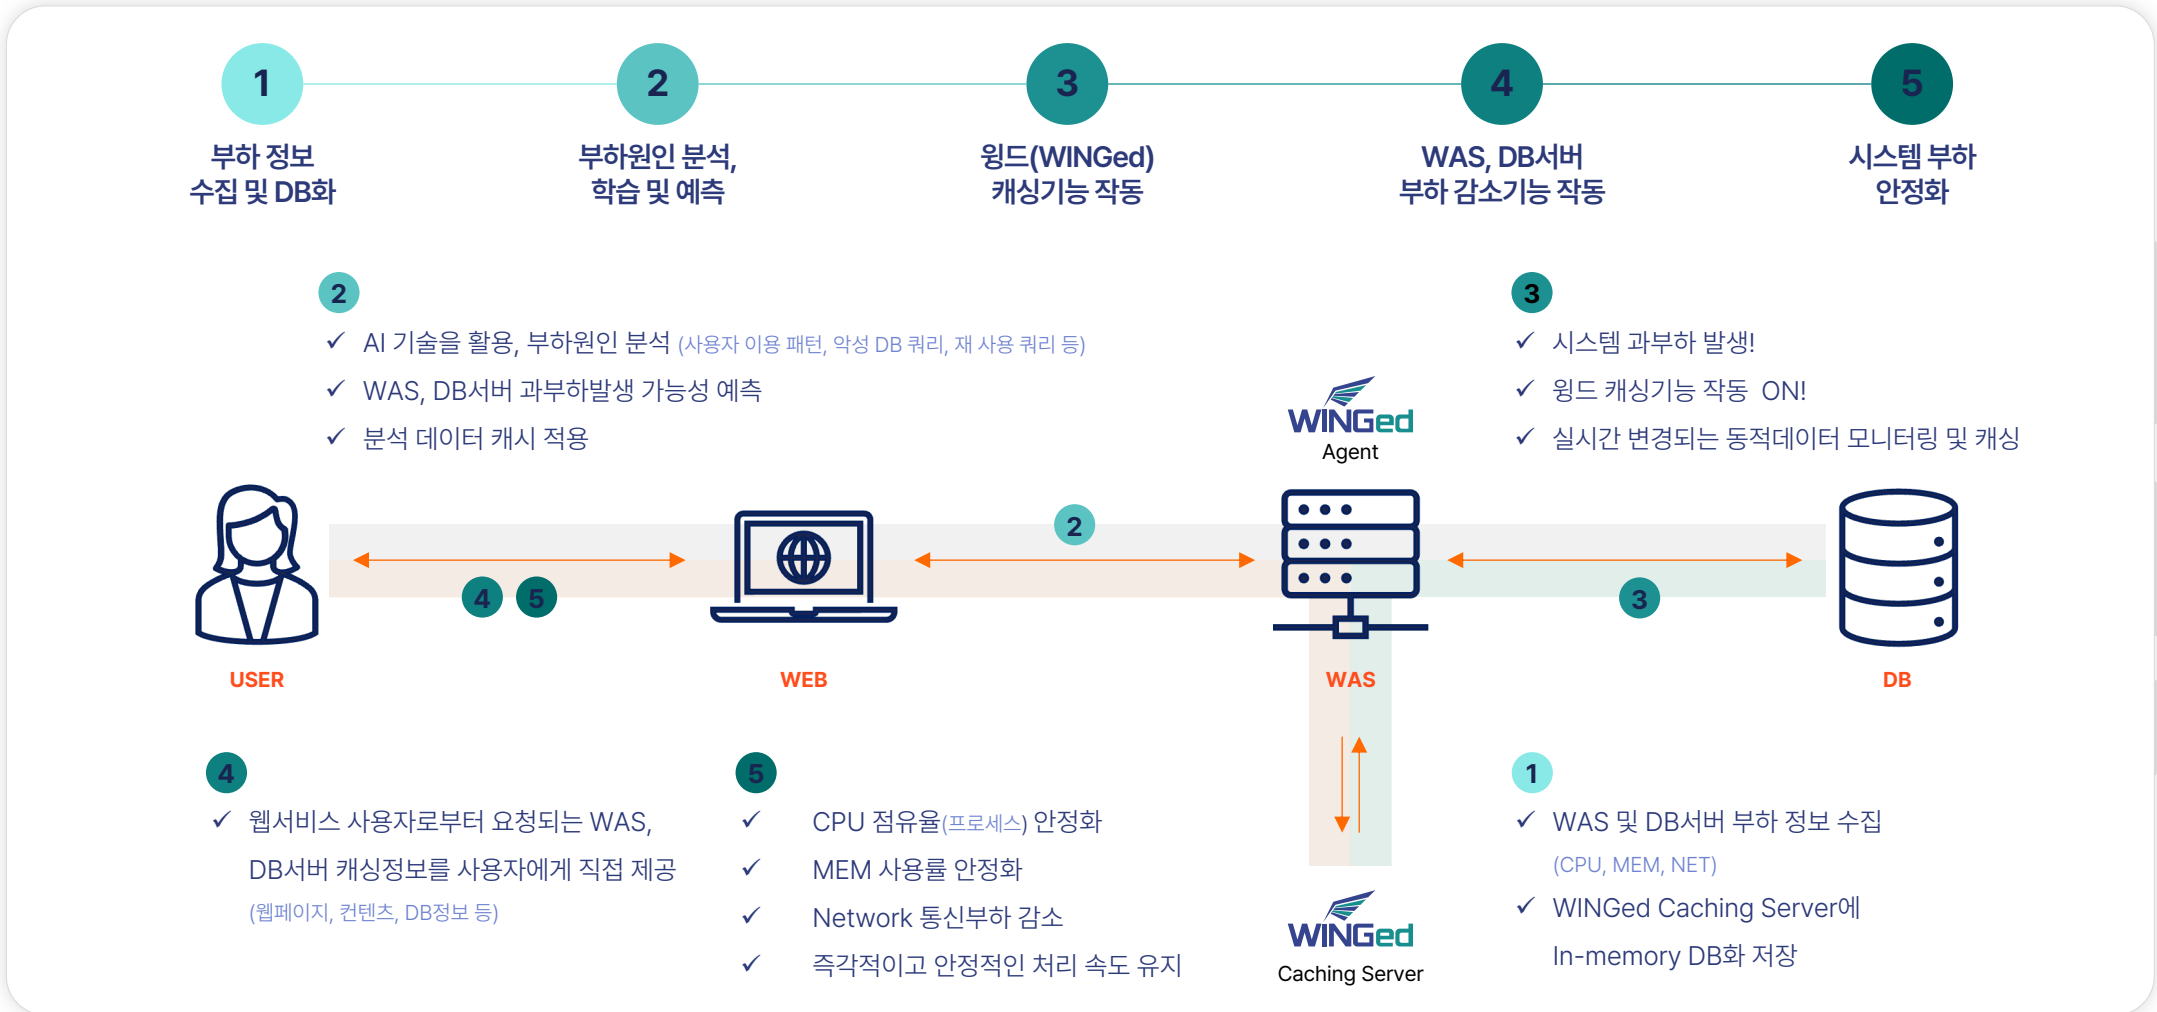 1
2
3
4
5
부하 정보
수집 및 DB화
부하원인 분석,
학습 및 예측
윙드(WINGed)
캐싱기능 작동
WAS, DB서버
부하 감소기능 작동
시스템 부하
안정화
2
✓ AI 기술을 활용, 부하원인 분석 (사용자 이용 패턴, 악성 DB 쿼리, 재 사용 쿼리 등)
✓ WAS, DB서버 과부하발생 가능성 예측
✓ 분석 데이터 캐시 적용
3
✓ 시스템 과부하 발생!
✓ 윙드 캐싱기능 작동 ON!
✓ 실시간 변경되는 동적데이터 모니터링 및 캐싱
WINGed
Agent
2
4
5
3
USER
WEB
WAS
DB
4
✓ 웹서비스 사용자로부터 요청되는 WAS,
DB서버 캐싱정보를 사용자에게 직접 제공
(웹페이지, 컨텐츠, DB정보 등)
5
✓ CPU 점유율(프로세스) 안정화
✓ MEM 사용률 안정화
✓ Network 통신부하 감소
✓ 즉각적이고 안정적인 처리 속도 유지
WINGed
Caching Server
1
✓ WAS 및 DB서버 부하 정보 수집
(CPU, MEM, NET)
✓ WINGed Caching Server에
In-memory DB화 저장